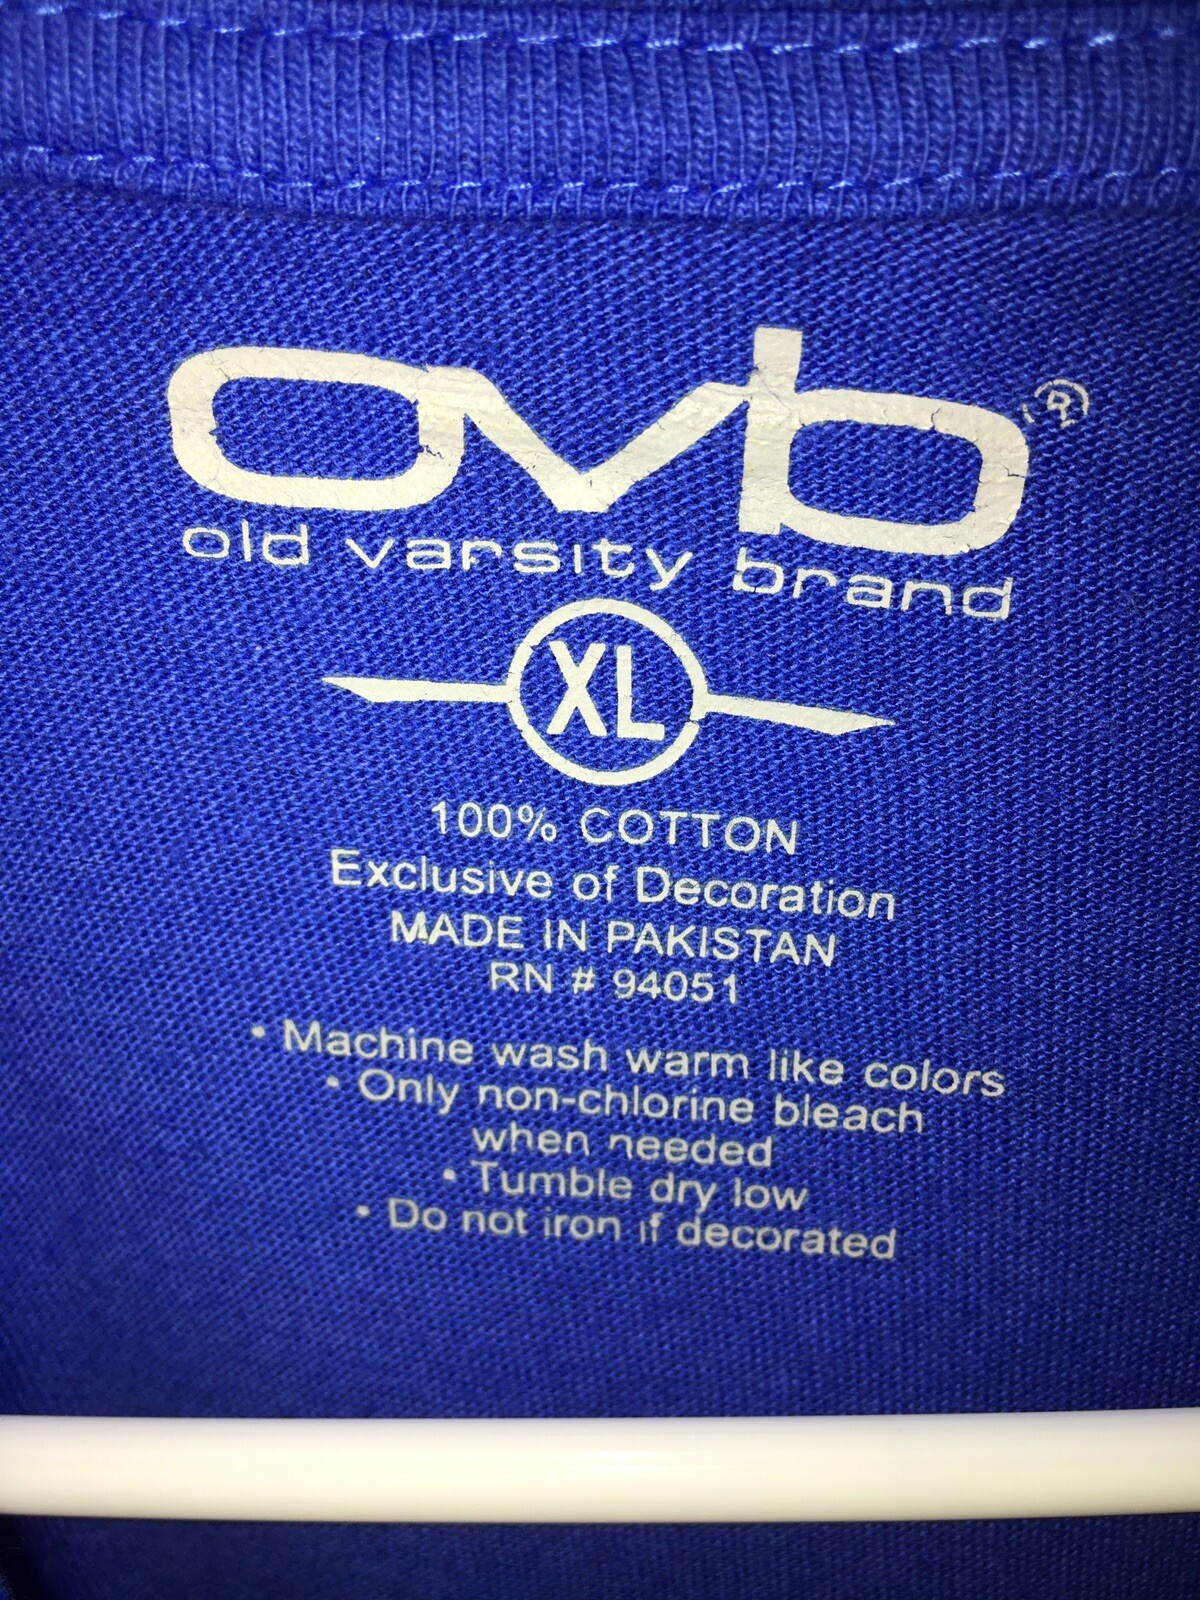 ovb®
old varsity brand
XL
100% COTTON
Exclusive of Decoration
MADE IN PAKISTAN
RN # 94051
• Machine wash warm like colors
• Only non-chlorine bleach
when needed
• Tumble dry low
• Do not iron if decorated